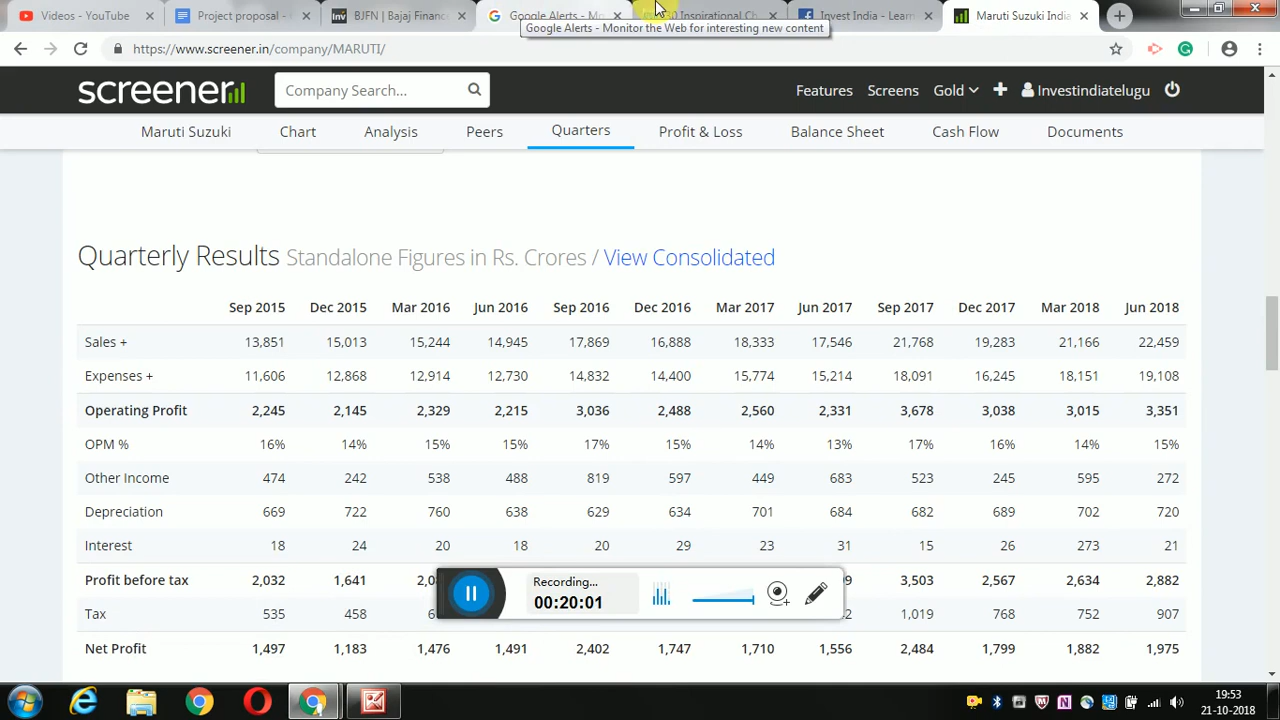 Videos - YouTube
Project proposal -
BJFN | Bajaj Financ
Google Alerts - Mo
30 Inspirational Ch
Invest India - Learn
Maruti Suzuki India
Google Alerts - Monitor the Web for interesting new content
https://www.screener.in/company/MARUTI/
screener
Company Search...
Features
Screens
Gold
Investindiatelugu
Maruti Suzuki
Chart
Analysis
Peers
Quarters
Profit & Loss
Balance Sheet
Cash Flow
Documents
Quarterly Results Standalone Figures in Rs. Crores / View Consolidated
Sep 2015 Dec 2015 Mar 2016 Jun 2016 Sep 2016 Dec 2016 Mar 2017 Jun 2017 Sep 2017 Dec 2017 Mar 2018 Jun 2018
Sales + 13,851 15,013 15,244 14,945 17,869 16,888 18,333 17,546 21,768 19,283 21,166 22,459
Expenses + 11,606 12,868 12,914 12,730 14,832 14,400 15,774 15,214 18,091 16,245 18,151 19,108
Operating Profit 2,245 2,145 2,329 2,215 3,036 2,488 2,560 2,331 3,678 3,038 3,015 3,351
OPM % 16% 14% 15% 15% 17% 15% 14% 13% 17% 16% 14% 15%
Other Income 474 242 538 488 819 597 449 683 523 245 595 272
Depreciation 669 722 760 638 629 634 701 684 682 689 702 720
Interest 18 24 20 18 20 29 23 31 15 26 273 21
Profit before tax 2,032 1,641 3,503 2,567 2,634 2,882
Tax 535 458 1,019 768 752 907
Net Profit 1,497 1,183 1,476 1,491 2,402 1,747 1,710 1,556 2,484 1,799 1,882 1,975
Recording...
00:20:01
19:53
21-10-2018